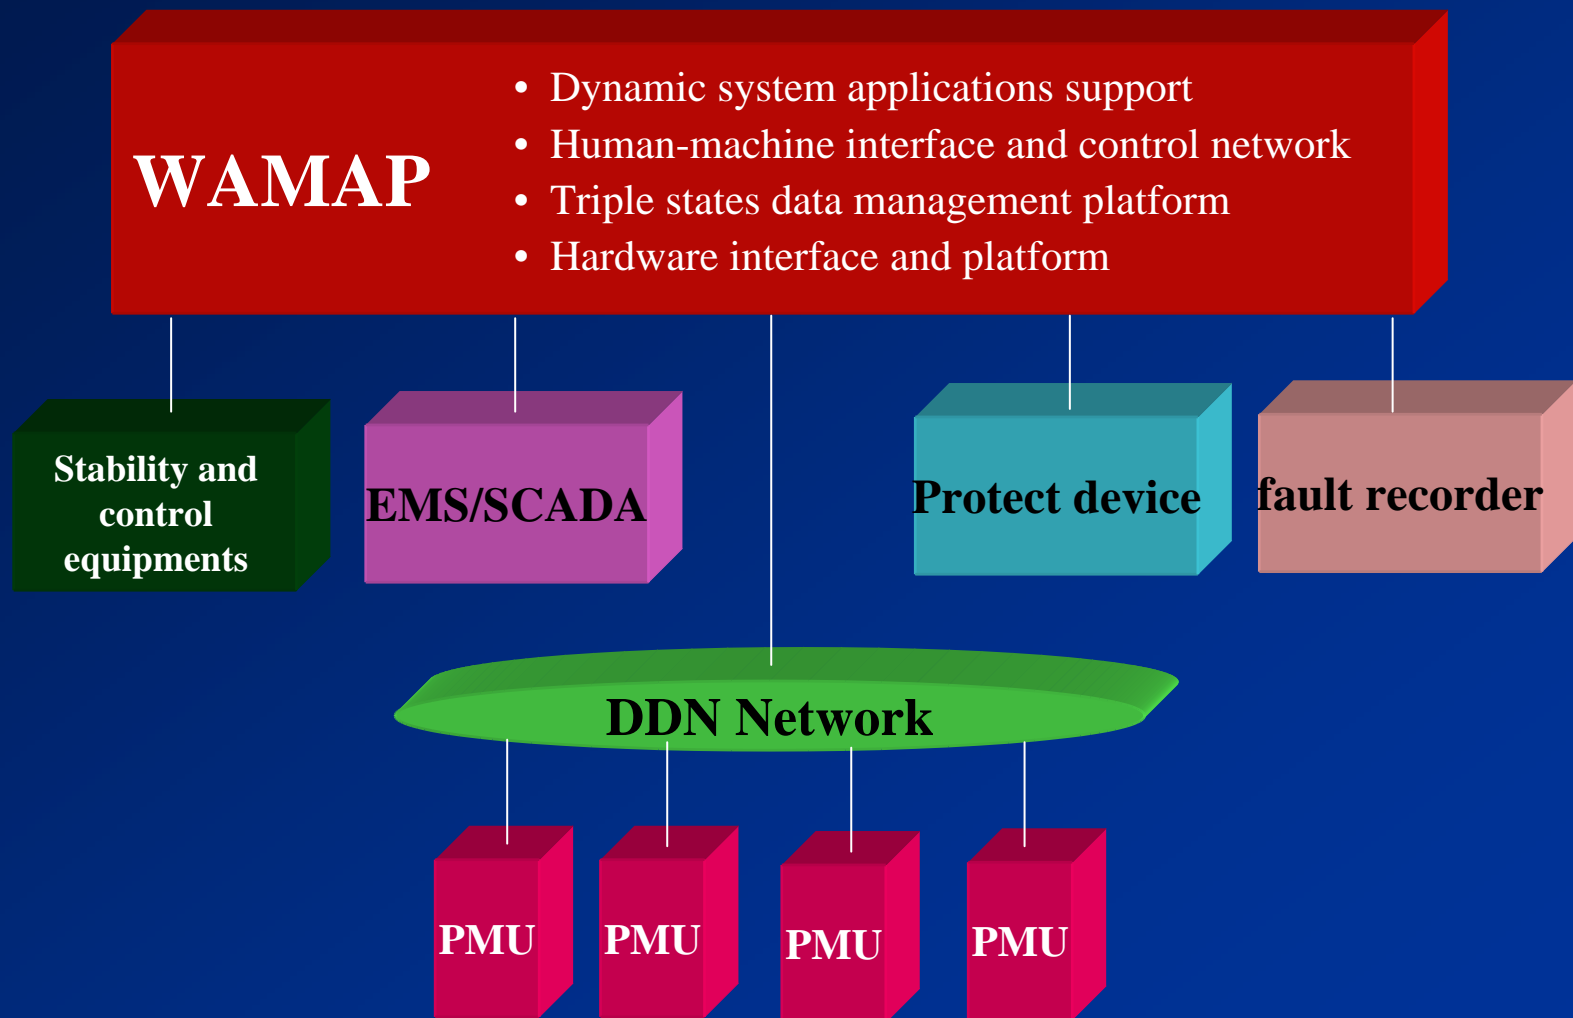 WAMAP
• Dynamic system applications support
• Human-machine interface and control network
• Triple states data management platform
• Hardware interface and platform
Stability and
control
equipments
EMS/SCADA
Protect device
fault recorder
DDN Network
PMU
PMU
PMU
PMU